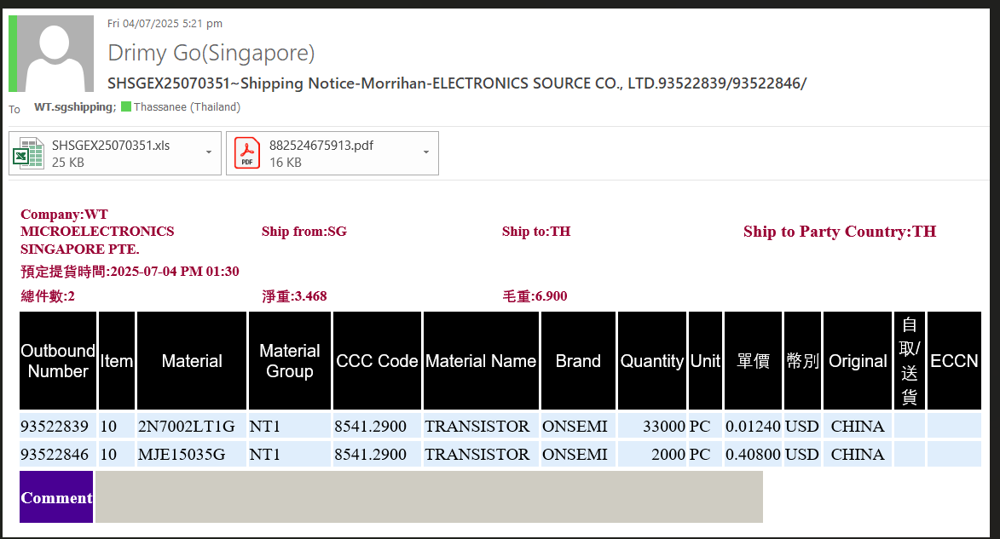 Fri 04/07/2025 5:21 pm
Drimy Go(Singapore)
SHSGEX25070351~Shipping Notice-Morrihan-ELECTRONICS SOURCE CO., LTD.93522839/93522846/
To WT.sgshipping; Thassanee (Thailand)
SHSGEX25070351.xls
25 KB
882524675913.pdf
16 KB
PDF
Company:WT
MICROELECTRONICS
SINGAPORE PTE.
Ship from:SG
Ship to:TH
Ship to Party Country:TH
預定提貨時間:2025-07-04 PM 01:30
總件數:2 淨重:3.468 毛重:6.900
Outbound Number Item Material Material Group CCC Code Material Name Brand Quantity Unit 單價 幣別 Original 自取/送貨 ECCN
93522839 10 2N7002LT1G NT1 8541.2900 TRANSISTOR ONSEMI 33000 PC 0.01240 USD CHINA
93522846 10 MJE15035G NT1 8541.2900 TRANSISTOR ONSEMI 2000 PC 0.40800 USD CHINA
Comment